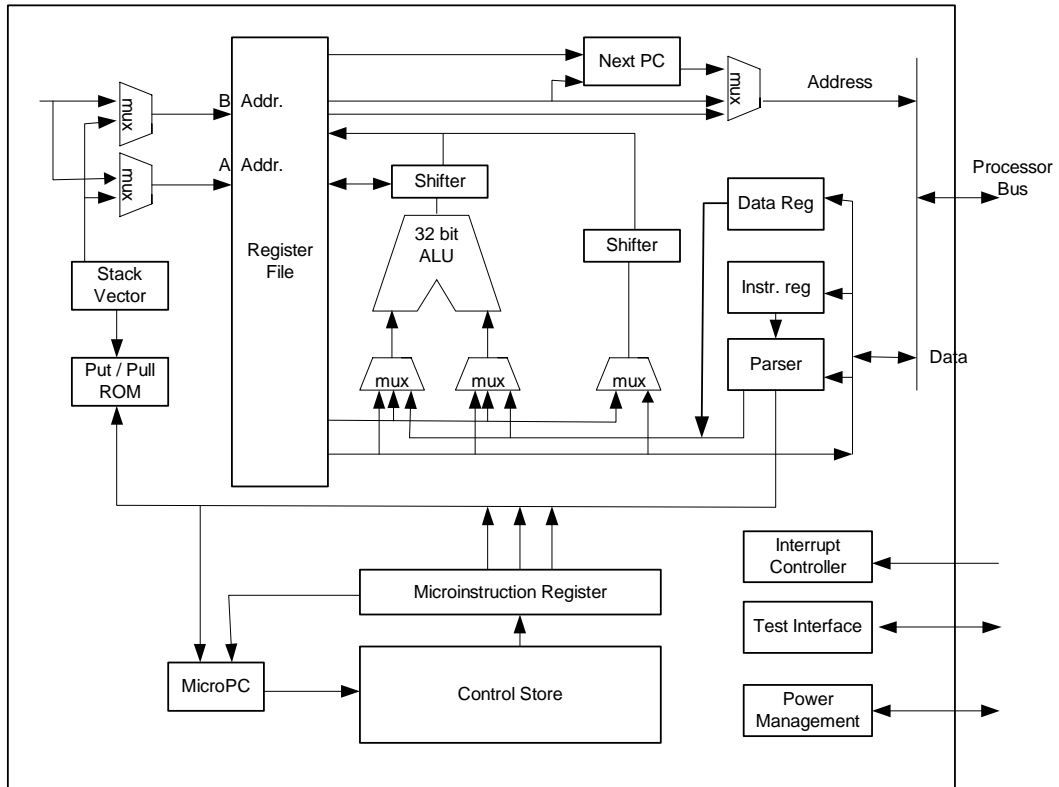 Next PC
mux
Address
mux
B Addr.
A Addr.
mux
Processor
Bus
Shifter
Data Reg
32 bit
ALU
Shifter
Register
File
Stack
Vector
Instr. reg
Data
Parser
Put / Pull
ROM
mux
mux
mux
Interrupt
Controller
Microinstruction Register
Test Interface
MicroPC
Control Store
Power
Management